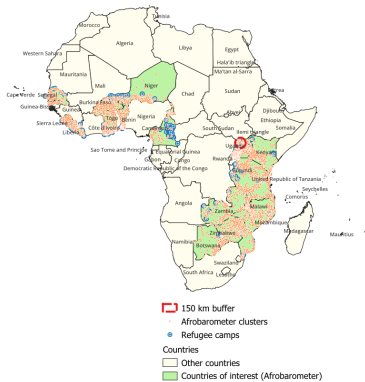 Tunisia
Morocco
Algeria
Libya
Egypt
Western Sahara
Hala'ib triangle
Ma'tan al-Sarra
Mauritania
Mali
Niger
Chad
Sudan
Eritrea
Cape Verde
Senegal
Burkina Faso
Djibouti
Guinea-Bissau
Guinea
Togo
Benin
Nigeria
Abyei
Ethiopia
Sierra Leone
Côte d'Ivoire
South Sudan
Somalia
Liberia
Cameroon
Ilemi triangle
Sao Tome and Principe
Equatorial Guinea
Uganda
Kenya
Gabon
Congo
Rwanda
Democratic Republic of the Congo
Burundi
United Republic of Tanzania
Seychelles
Comoros
Angola
Zambia
Malawi
Mozambique
Zimbabwe
Madagascar
Mauritius
Namibia
Botswana
Swaziland
South Africa
Lesotho
150 km buffer
Afrobarometer clusters
Refugee camps
Countries
Other countries
Countries of interest (Afrobarometer)